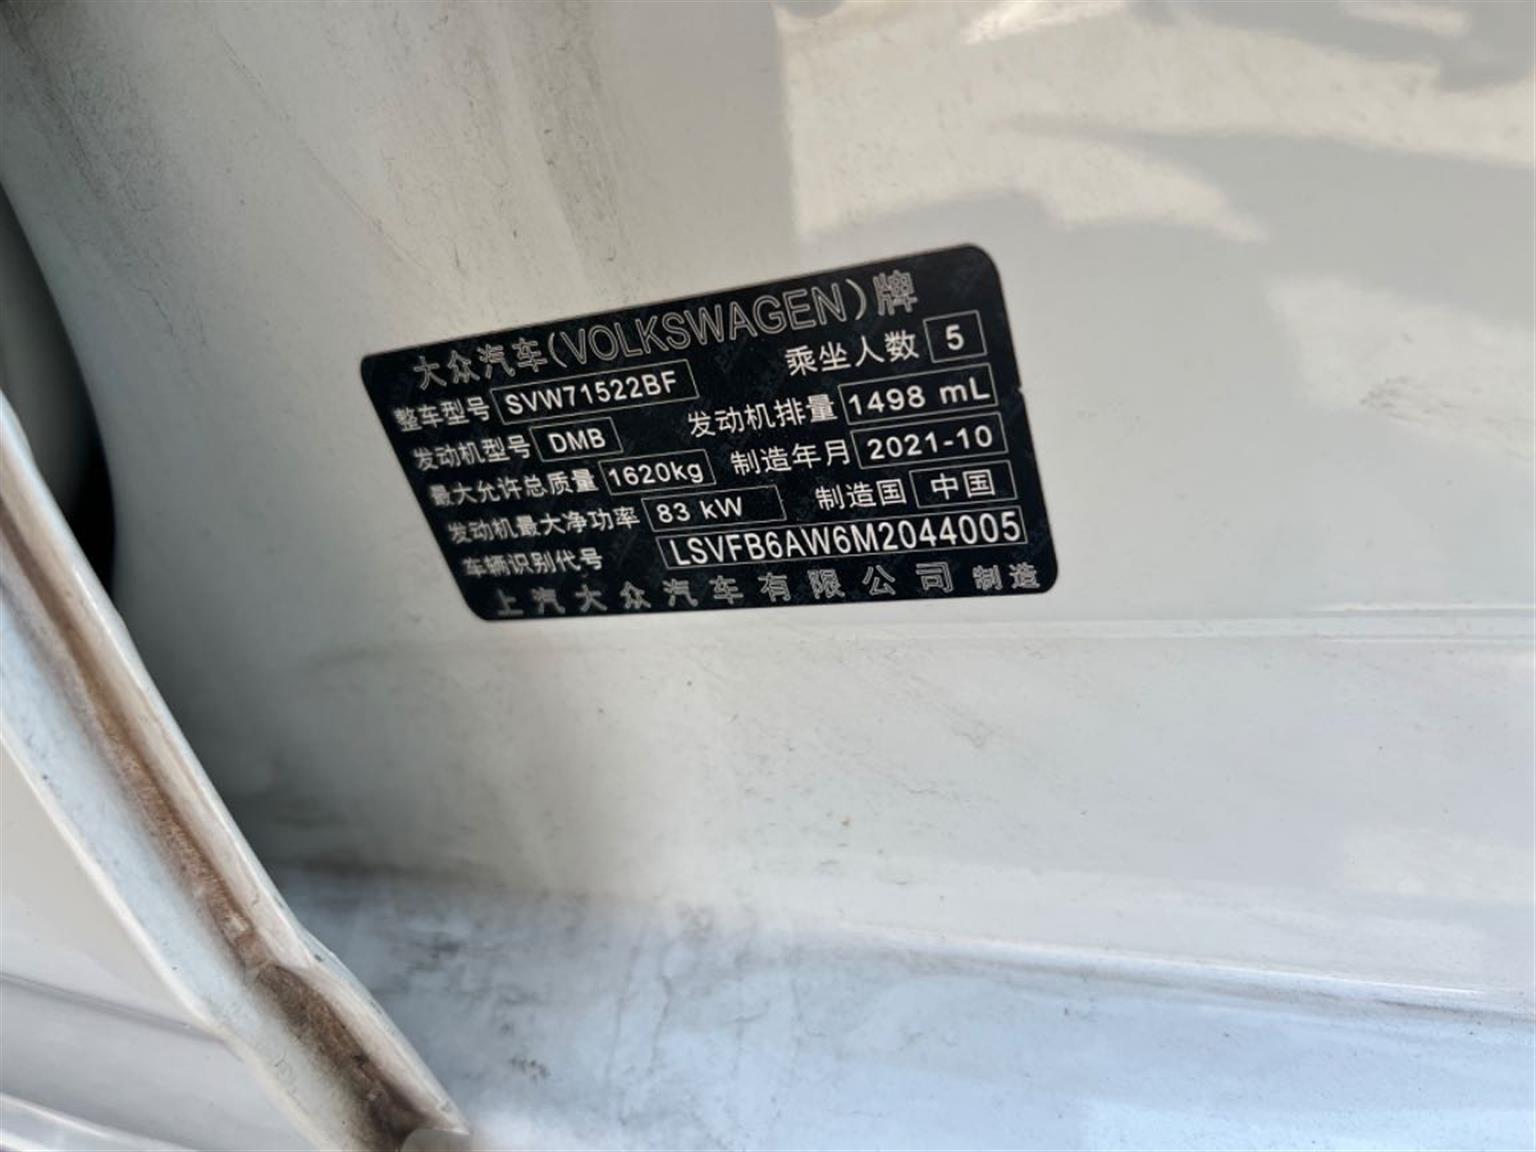 大众汽车(VOLKSWAGEN)牌
整车型号 SVW71522BF 乘坐人数 5
发动机型号 DMB 发动机排量 1498 mL
最大允许总质量 1620kg 制造年月 2021-10
发动机最大净功率 83 kW 制造国 中国
车辆识别代号 LSVFB6AW6M2044005
上汽大众汽车有限公司 制造